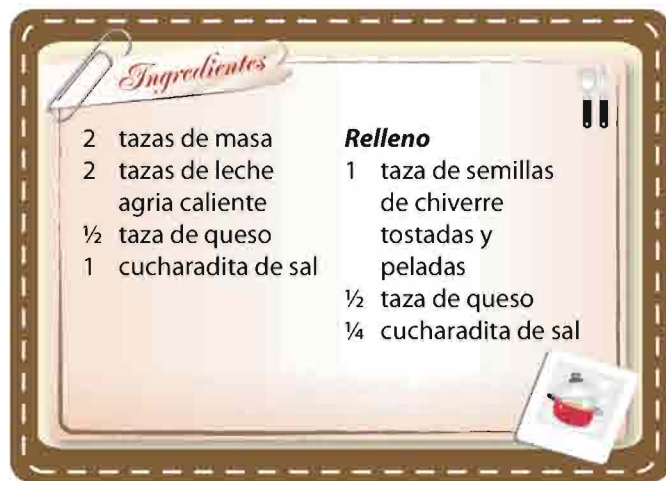 Ingredientes
2 tazas de masa
2 tazas de leche
agria caliente
½ taza de queso
1 cucharadita de sal
Relleno
1 taza de semillas
de chiverre
tostadas y
peladas
½ taza de queso
¼ cucharadita de sal